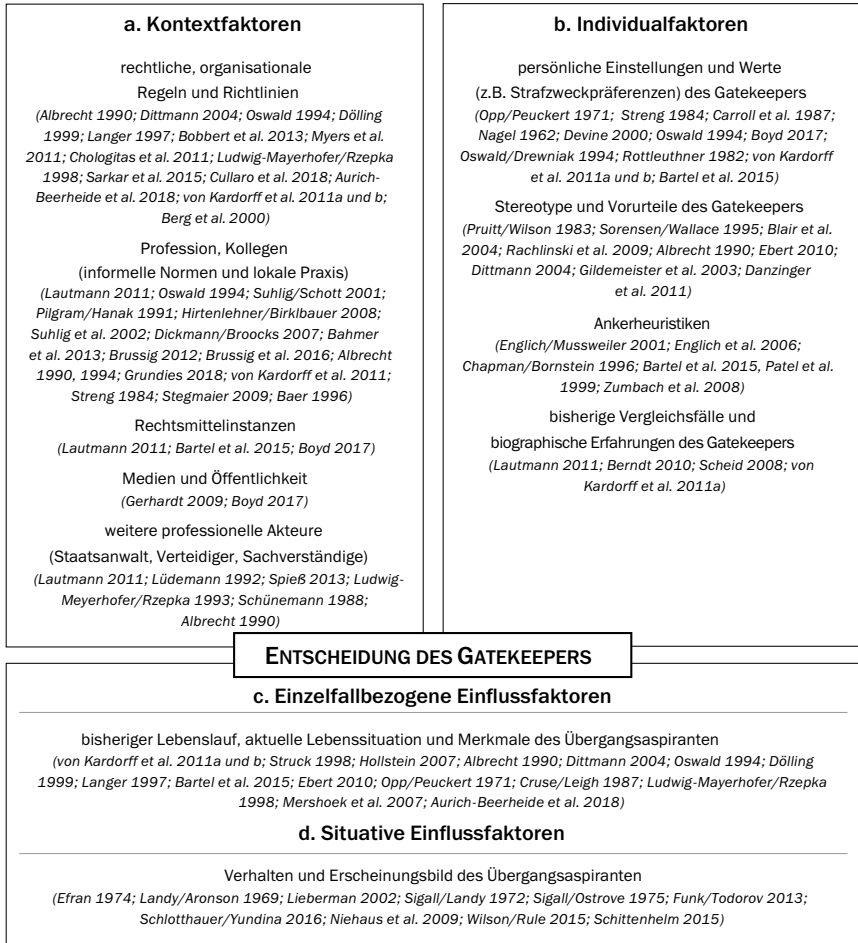 a. Kontextfaktoren
rechtliche, organisationale
Regeln und Richtlinien
(Albrecht 1990; Dittmann 2004; Oswald 1994; Dölling
1999; Langer 1997; Bobbert et al. 2013; Myers et al.
2011; Chologitas et al. 2011; Ludwig-Mayerhofer/Rzepka
1998; Sarkar et al. 2015; Cullaro et al. 2018; Aurich-
Beerheide et al. 2018; von Kardorff et al. 2011a und b;
Berg et al. 2000)
Profession, Kollegen
(informelle Normen und lokale Praxis)
(Lautmann 2011; Oswald 1994; Suhlig/Schott 2001;
Pilgram/Hanak 1991; Hirtenlehner/Birklbauer 2008;
Suhlig et al. 2002; Dickmann/Broocks 2007; Bahmer
et al. 2013; Brussig 2012; Brussig et al. 2016; Albrecht
1990, 1994; Grundies 2018; von Kardorff et al. 2011;
Streng 1984; Stegmaier 2009; Baer 1996)
Rechtsmittelinstanzen
(Lautmann 2011; Bartel et al. 2015; Boyd 2017)
Medien und Öffentlichkeit
(Gerhardt 2009; Boyd 2017)
weitere professionelle Akteure
(Staatsanwalt, Verteidiger, Sachverständige)
(Lautmann 2011; Lüdemann 1992; Spieß 2013; Ludwig-
Meyerhofer/Rzepka 1993; Schünemann 1988;
Albrecht 1990)
b. Individualfaktoren
persönliche Einstellungen und Werte
(z.B. Strafzweckpräferenzen) des Gatekeepers
(Opp/Peuckert 1971; Streng 1984; Carroll et al. 1987;
Nagel 1962; Devine 2000; Oswald 1994; Boyd 2017;
Oswald/Drewniak 1994; Rottleuthner 1982; von Kardorff
et al. 2011a und b; Bartel et al. 2015)
Stereotype und Vorurteile des Gatekeepers
(Pruitt/Wilson 1983; Sorensen/Wallace 1995; Blair et al.
2004; Rachlinski et al. 2009; Albrecht 1990; Ebert 2010;
Dittmann 2004; Gildemeister et al. 2003; Danzinger
et al. 2011)
Ankerheuristiken
(Englich/Mussweiler 2001; Englich et al. 2006;
Chapman/Bornstein 1996; Bartel et al. 2015, Patel et al.
1999; Zumbach et al. 2008)
bisherige Vergleichsfälle und
biographische Erfahrungen des Gatekeepers
(Lautmann 2011; Berndt 2010; Scheid 2008; von
Kardorff et al. 2011a)
ENTSCHEIDUNG DES GATEKEEPERS
c. Einzelfallbezogene Einflussfaktoren
bisheriger Lebenslauf, aktuelle Lebenssituation und Merkmale des Übergangsaspiranten
(von Kardorff et al. 2011a und b; Struck 1998; Hollstein 2007; Albrecht 1990; Dittmann 2004; Oswald 1994; Dölling
1999; Langer 1997; Bartel et al. 2015; Ebert 2010; Opp/Peuckert 1971; Cruse/Leigh 1987; Ludwig-Mayerhofer/Rzepka
1998; Mershoek et al. 2007; Aurich-Beerheide et al. 2018)
d. Situative Einflussfaktoren
Verhalten und Erscheinungsbild des Übergangsaspiranten
(Efran 1974; Landy/Aronson 1969; Lieberman 2002; Sigall/Landy 1972; Sigall/Ostrove 1975; Funk/Todorov 2013;
Schlotthauer/Yundina 2016; Niehaus et al. 2009; Wilson/Rule 2015; Schittenhelm 2015)